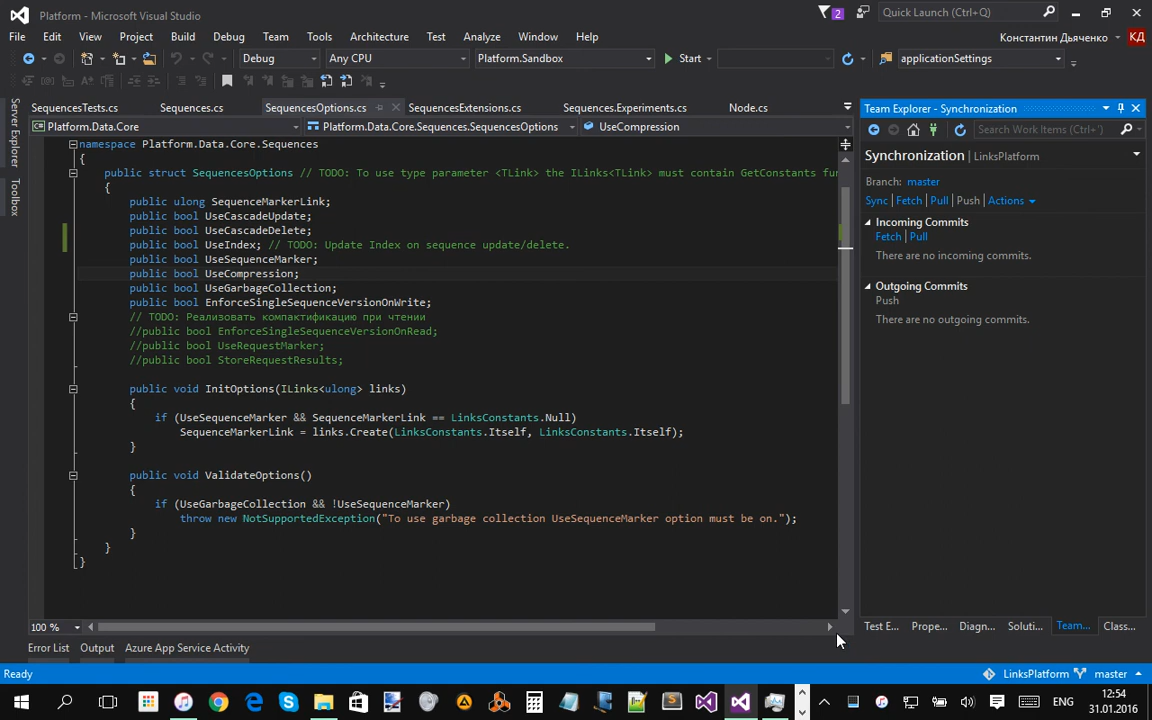 Platform - Microsoft Visual Studio
2
Quick Launch (Ctrl+Q)
File Edit View Project Build Debug Team Tools Architecture Test Analyze Window Help
Константин Дьяченко КД
Debug Any CPU Platform.Sandbox Start applicationSettings
Server Explorer
Toolbox
SequencesTests.cs Sequences.cs SequencesOptions.cs SequencesExtensions.cs Sequences.Experiments.cs Node.cs
Platform.Data.Core Platform.Data.Core.Sequences.SequencesOptions UseCompression
namespace Platform.Data.Core.Sequences
{
public struct SequencesOptions // TODO: To use type parameter <TLink> the ILinks<TLink> must contain GetConstants fun
{
public ulong SequenceMarkerLink;
public bool UseCascadeUpdate;
public bool UseCascadeDelete;
public bool UseIndex; // TODO: Update Index on sequence update/delete.
public bool UseSequenceMarker;
public bool UseCompression;
public bool UseGarbageCollection;
public bool EnforceSingleSequenceVersionOnWrite;
// TODO: Реализовать компактификацию при чтении
//public bool EnforceSingleSequenceVersionOnRead;
//public bool UseRequestMarker;
//public bool StoreRequestResults;
public void InitOptions(ILinks<ulong> links)
{
if (UseSequenceMarker && SequenceMarkerLink == LinksConstants.Null)
SequenceMarkerLink = links.Create(LinksConstants.Itself, LinksConstants.Itself);
}
public void ValidateOptions()
{
if (UseGarbageCollection && !UseSequenceMarker)
throw new NotSupportedException("To use garbage collection UseSequenceMarker option must be on.");
}
}
}
100 %
Error List Output Azure App Service Activity
Team Explorer - Synchronization
Search Work Items (Ctrl+')
Synchronization | LinksPlatform
Branch: master
Sync Fetch Pull Push Actions
Incoming Commits
Fetch | Pull
There are no incoming commits.
Outgoing Commits
Push
There are no outgoing commits.
Test E... Prope... Diagn... Soluti... Team... Class...
Ready LinksPlatform master
ENG
12:54
31.01.2016